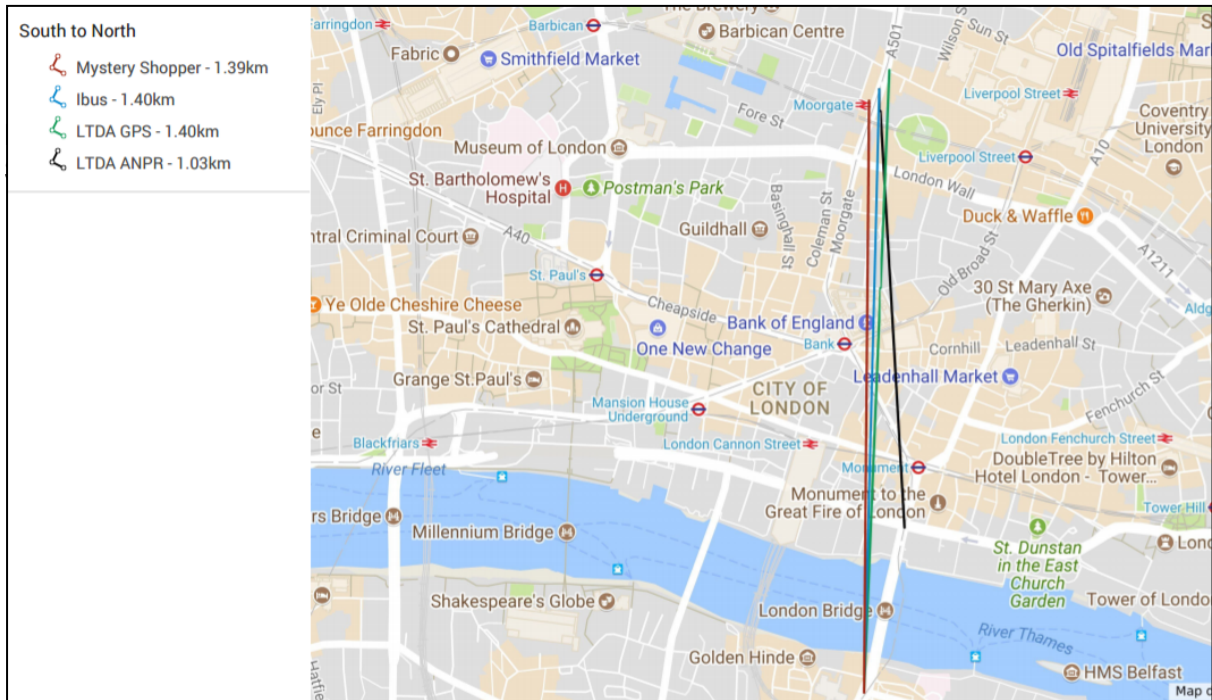 South to North
Mystery Shopper - 1.39km
Ibus - 1.40km
LTDA GPS - 1.40km
LTDA ANPR - 1.03km
Farringdon
Barbican
The Brewery
Barbican Centre
A501
Wilson St
Sun St
Old Spitalfields Mar
Fabric
Smithfield Market
Ely Pl
Moorgate
Liverpool Street
Fore St
Coventry
University
London
ounce Farringdon
Museum of London
Liverpool Street
A10
London Wall
St. Bartholomew's
Hospital
Postman's Park
Basinghall St
Coleman St
Moorgate
Duck & Waffle
Guildhall
ntral Criminal Court
A40
Old Broad St
A1211
St. Paul's
30 St Mary Axe
(The Gherkin)
Ye Olde Cheshire Cheese
Cheapside
Aldg
St. Paul's Cathedral
Bank of England
One New Change
Bank
Cornhill
Leadenhall St
Grange St.Paul's
or St
Leadenhall Market
CITY OF
LONDON
Fenchurch St
Mansion House
Underground
e
Blackfriars
London Cannon Street
London Fenchurch Street
River Fleet
Monument
DoubleTree by Hilton
Hotel London - Tower...
Monument to the
Great Fire of London
rs Bridge
Millennium Bridge
Tower Hill
St. Dunstan
in the East
Church
Garden
Lond
Shakespeare's Globe
London Bridge
Tower of Londo
River Thames
Golden Hinde
HMS Belfast
Hatfie
Map d